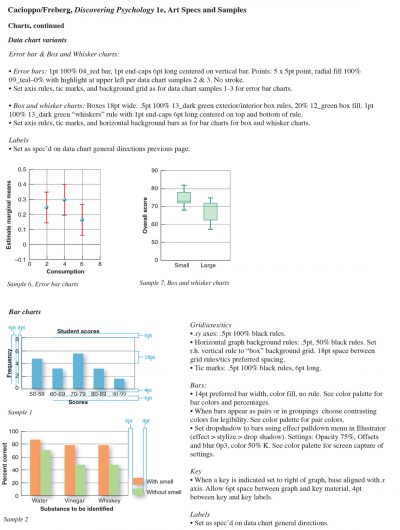 Cacioppo/Freberg, Discovering Psychology 1e, Art Specs and Samples
Charts, continued
Data chart variants
Error bar & Box and Whisker charts:
• Error bars: 1pt 100% 04_red bar, 1pt end-caps 6pt long centered on vertical bar. Points: 5 x 5pt point, radial fill 100%
09_teal–0% with highlight at upper left per data chart samples 2 & 3. No stroke.
• Set axis rules, tic marks, and background grid as for data chart samples 1-3 for error bar charts.
• Box and whisker charts: Boxes 18pt wide. .5pt 100% 13_dark green exterior/interior box rules, 20% 12_green box fill. 1pt
100% 13_dark green “whiskers” rule with 1pt end-caps 6pt long centered on top and bottom of rule.
• Set axis rules, tic marks, and horizontal background bars as for bar charts for box and whisker charts.
Labels
• Set as spec’d on data chart general directions previous page.
Estimate marginal means
0.5
0.4
0.3
0.2
0.1
0
–0.1
0 2 4 6 8
Consumption
Sample 6, Error bar charts
Overall score
90
80
70
60
50
0
Small Large
Sample 7, Box and whisker charts
Bar charts
6pt 4pt
Student scores
6pt
18pt
4pt
6pt
Frequency
8
6
4
2
0
50-59 60-69 70-79 80-89 90-99
Scores
Sample 1
6pt 4pt
Percent correct
100
80
60
40
20
0
Water Vinegar Whiskey
Substance to be identified
With smell
Without smell
Sample 2
Grid/axes/tics
• xy axes: .5pt 100% black rules.
• Horizontal graph background rules: .5pt, 50% black rules. Set
r.h. vertical rule to “box” background grid. 18pt space between
grid rules/tics preferred spacing.
• Tic marks: .5pt 100% black rules, 6pt long.
Bars:
• 14pt preferred bar width, color fill, no rule. See color palette for
bar colors and percentages.
• When bars appear as pairs or in groupings choose contrasting
colors for legibility. See color palette for pair colors.
• Set dropshadow to bars using effect pulldown menu in Illustrator
(effect > stylize > drop shadow). Settings: Opacity 75%, Offsets
and blur 0p3, color 50% K. See color palette for screen capture of
settings.
Key
• When a key is indicated set to right of graph, base aligned with x
axis. Allow 6pt space between graph and key material, 4pt
between key and key labels.
Labels
• Set as spec’d on data chart general directions.